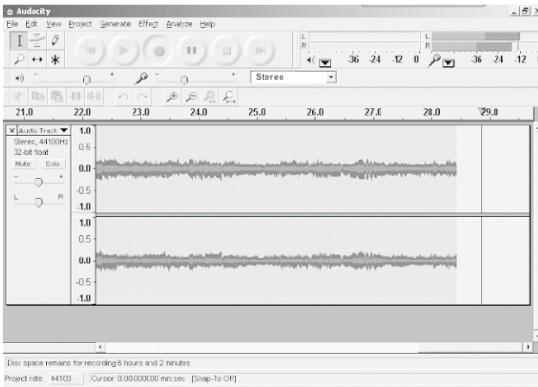 Audacity
File Edit View Project Generate Effect Analyze Help
L
R
-36 -24 -12 0
L
R
-36 -24 -12
Stereo
21.0 22.0 23.0 24.0 25.0 26.0 27.0 28.0 29.0
X Audio Track
Stereo, 44100Hz
32-bit float
Mute Solo
- +
L R
1.0
0.5
0.0
-0.5
-1.0
1.0
0.5
0.0
-0.5
-1.0
Disk space remains for recording 6 hours and 2 minutes
Project rate: 44100 Cursor: 0:00.000000 min:sec [Snap-To Off]